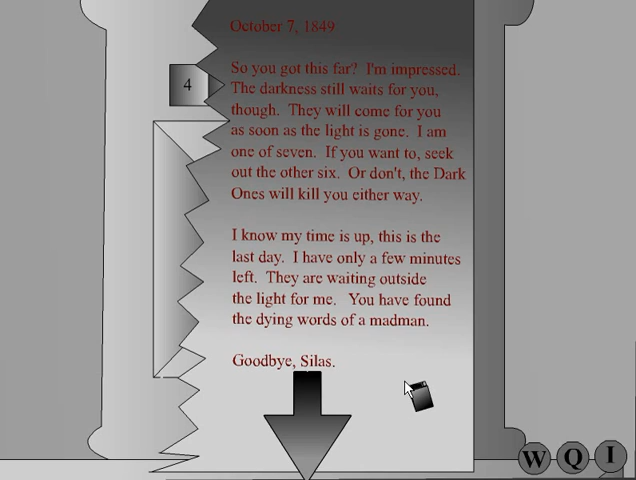 October 7, 1849
So you got this far?  I'm impressed.
The darkness still waits for you,
though.  They will come for you
as soon as the light is gone.  I am
one of seven.  If you want to, seek
out the other six.  Or don't, the Dark
Ones will kill you either way.
I know my time is up, this is the
last day.  I have only a few minutes
left.  They are waiting outside
the light for me.   You have found
the dying words of a madman.
Goodbye, Silas.
4
W Q I